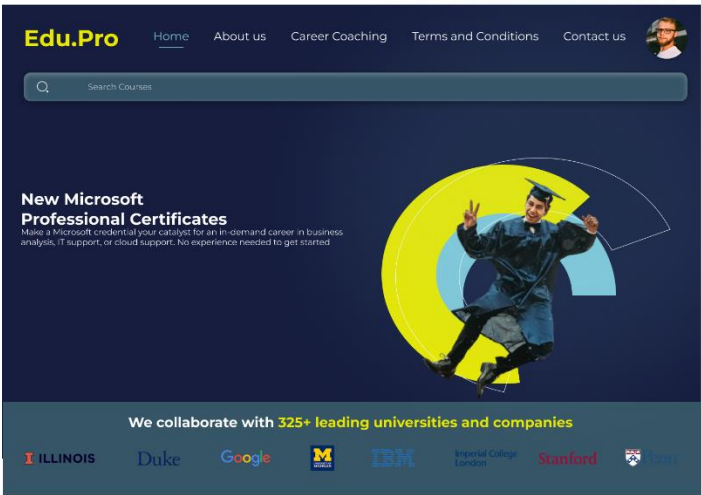 Edu.Pro
Home About us Career Coaching Terms and Conditions Contact us
Search Courses
New Microsoft
Professional Certificates
Make a Microsoft credential your catalyst for an in-demand career in business
analysis, IT support, or cloud support. No experience needed to get started
We collaborate with 325+ leading universities and companies
I ILLINOIS Duke Google M IBM Imperial College Stanford Penn
MICHIGAN London